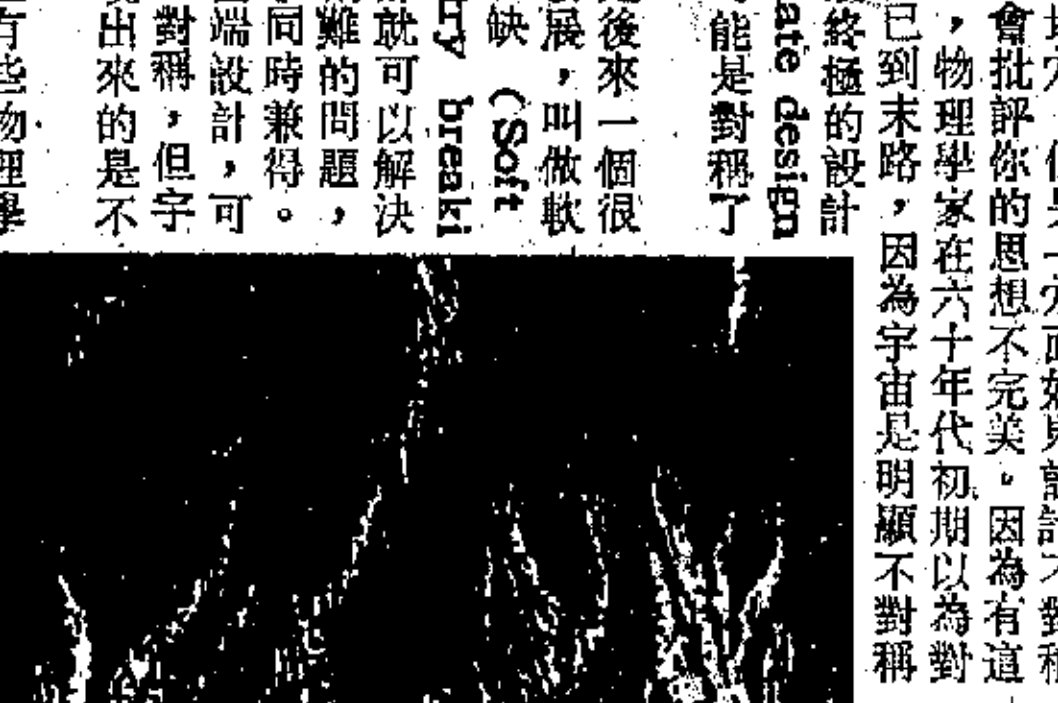 會批評你的思想不完美。因為有這
，物理學家在六十年代初期以為對
已到末路，因為宇宙是明顯不對稱
終極的設計
ate design
能是對稱了
後來一個很
展，叫做軟
缺 (Soft
ry breaki
就可以解決
難的問題，
同時兼得。
端設計，可
對稱，但宇
出來的是不
有些物理學